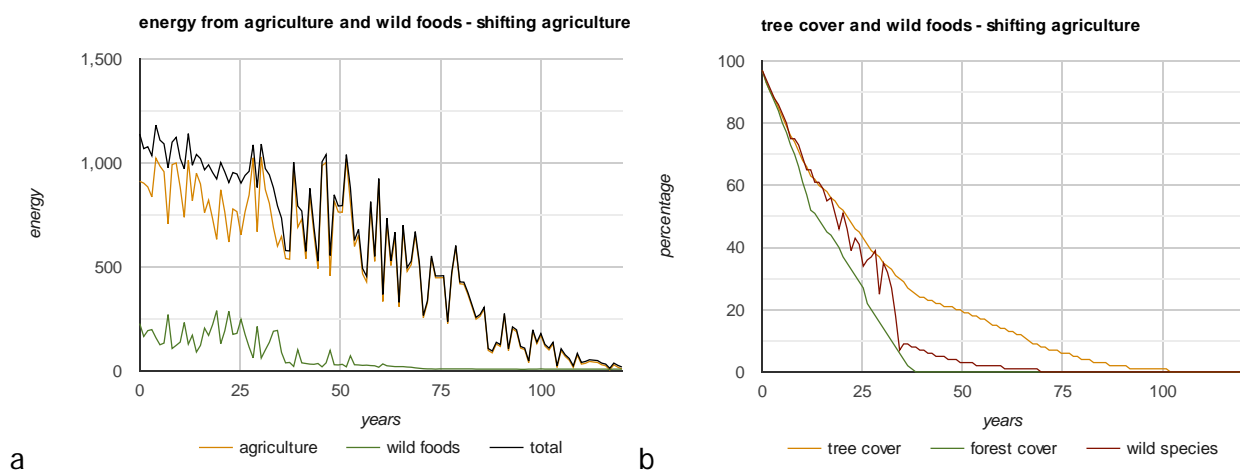 energy from agriculture and wild foods - shifting agriculture
1,500
1,000
500
0
energy
0 25 50 75 100
years
agriculture wild foods total
a
tree cover and wild foods - shifting agriculture
100
80
60
40
20
0
percentage
0 25 50 75 100
years
tree cover forest cover wild species
b